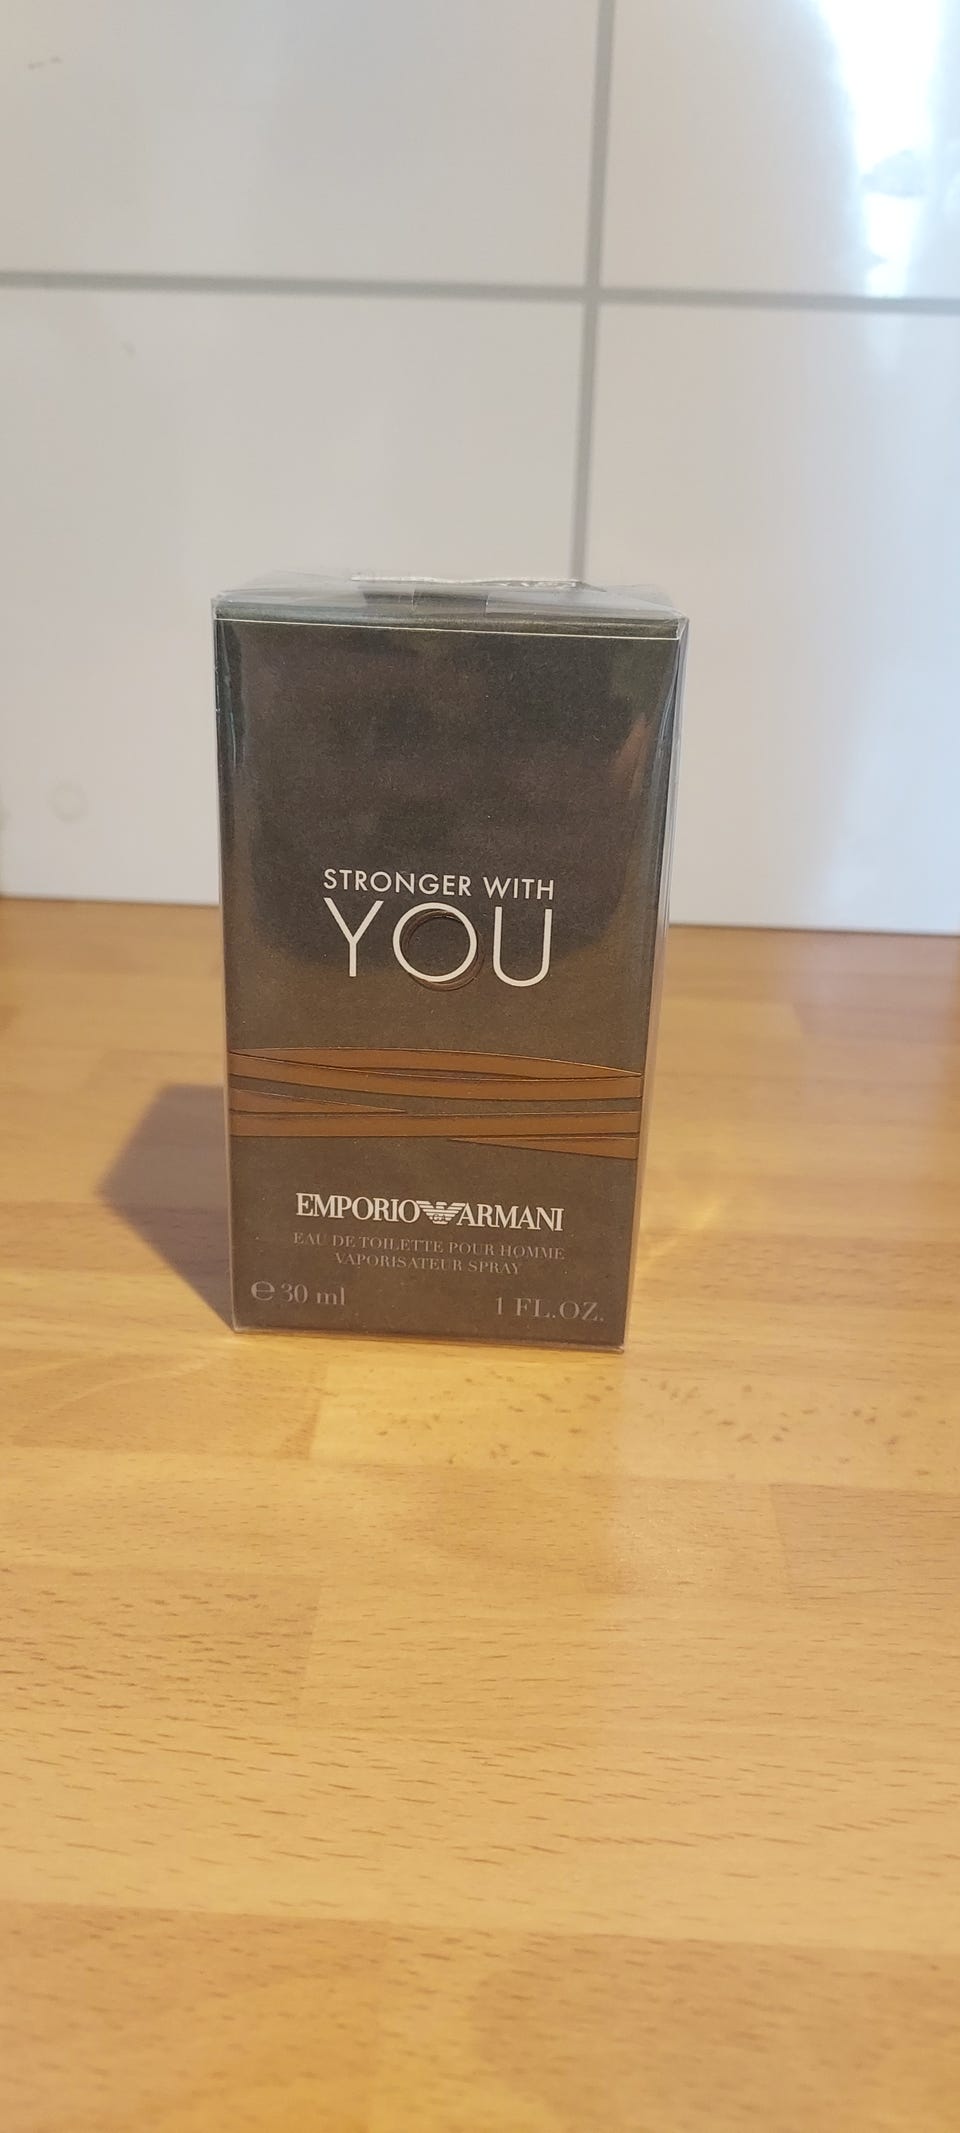 STRONGER WITH
YOU
EMPORIO ARMANI
EAU DE TOILETTE POUR HOMME
VAPORISATEUR SPRAY
℮ 30 ml 1 FL.OZ.